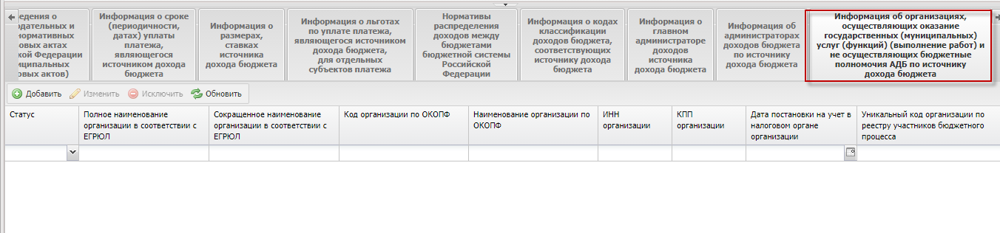 едения о
одательных и
нормативных
овых актах
кой Федерации
иципальных
овых актов)
Информация о сроке
(периодичности,
датах) уплаты
платежа,
являющегося
источником дохода
бюджета
Информация о
размерах,
ставках
источника
дохода бюджета
Информация о льготах
по уплате платежа,
являющегося источником
дохода бюджета,
для отдельных
субъектов платежа
Нормативы
распределения
доходов между
бюджетами
бюджетной системы
Российской
Федерации
Информация о кодах
классификации
доходов бюджета,
соответствующих
источнику дохода
бюджета
Информация о
главном
администраторе
доходов
источника
дохода бюджета
Информация об
администраторах
доходов бюджета
по источнику
дохода бюджета
Информация об организациях,
осуществляющих оказание
государственных (муниципальных)
услуг (функций) (выполнение работ) и
не осуществляющих бюджетные
полномочия АДБ по источнику
дохода бюджета
Добавить Изменить Исключить Обновить
Статус
Полное наименование
организации в соответствии с
ЕГРЮЛ
Сокращенное наименование
организации в соответствии с
ЕГРЮЛ
Код организации по ОКОПФ
Наименование организации по
ОКОПФ
ИНН
организации
КПП
организации
Дата постановки на учет в
налоговом органе
организации
Уникальный код организации по
реестру участников бюджетного
процесса